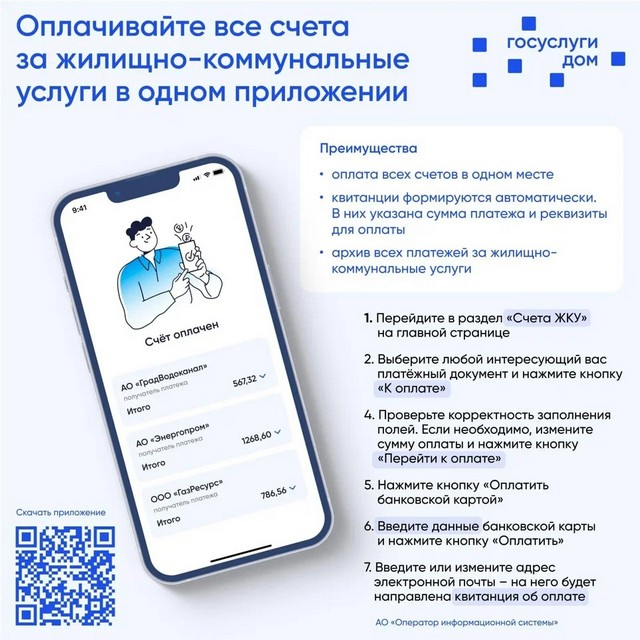 Оплачивайте все счета
за жилищно-коммунальные
услуги в одном приложении
госуслуги
дом
Преимущества
• оплата всех счетов в одном месте
• квитанции формируются автоматически.
В них указана сумма платежа и реквизиты
для оплаты
• архив всех платежей за жилищно-
коммунальные услуги
9:41
Счёт оплачен
АО «ГрадВодоканал»
получатель платежа
Итого
567,32
АО «Энергопром»
получатель платежа
Итого
1268,60
ООО «ГазРесурс»
получатель платежа
Итого
786,56
1. Перейдите в раздел «Счета ЖКУ»
на главной странице
2. Выберите любой интересующий вас
платёжный документ и нажмите кнопку
«К оплате»
4. Проверьте корректность заполнения
полей. Если необходимо, измените
сумму оплаты и нажмите кнопку
«Перейти к оплате»
5. Нажмите кнопку «Оплатить
банковской картой»
6. Введите данные банковской карты
и нажмите кнопку «Оплатить»
7. Введите или измените адрес
электронной почты – на него будет
направлена квитанция об оплате
Скачать приложение
АО «Оператор информационной системы»